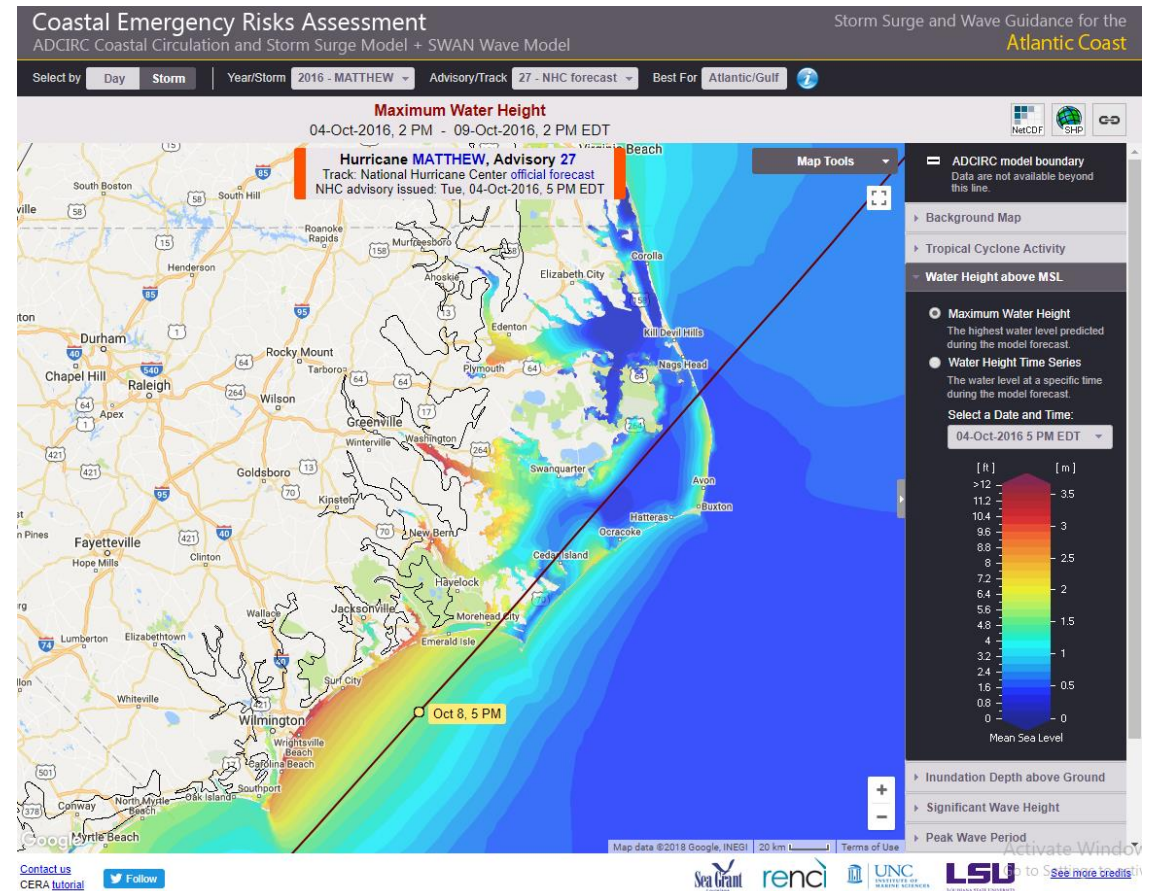 Coastal Emergency Risks Assessment
ADCIRC Coastal Circulation and Storm Surge Model + SWAN Wave Model
Storm Surge and Wave Guidance for the
Atlantic Coast
Select by Day Storm Year/Storm 2016 - MATTHEW Advisory/Track 27 - NHC forecast Best For Atlantic/Gulf i
Maximum Water Height
04-Oct-2016, 2 PM - 09-Oct-2016, 2 PM EDT
NetCDF SHP
Hurricane MATTHEW, Advisory 27
Track: National Hurricane Center official forecast
NHC advisory issued: Tue, 04-Oct-2016, 5 PM EDT
Map Tools
Beach
South Boston
South Hill
Roanoke
Rapids
Murfreesboro
Corolla
Henderson
Ahoskie
Elizabeth City
Edenton
Kill Devil Hills
Durham
Rocky Mount
Nags Head
Chapel Hill
Raleigh
Tarboro
Plymouth
Apex
Wilson
Greenville
Winterville
Washington
Goldsboro
Swanquarter
Avon
Buxton
Kinston
Hatteras
Ocracoke
n Pines
Fayetteville
New Bern
Hope Mills
Clinton
Cedar Island
Havelock
Wallace
Jacksonville
Morehead City
Lumberton
Elizabethtown
Emerald Isle
Surf City
Whiteville
Oct 8, 5 PM
Wilmington
Wrightsville
Beach
Carolina Beach
Southport
Oak Island
Conway
North Myrtle
Beach
Myrtle Beach
Google
Map data ©2018 Google, INEGI 20 km Terms of Use
ADCIRC model boundary
Data are not available beyond
this line.
Background Map
Tropical Cyclone Activity
Water Height above MSL
Maximum Water Height
The highest water level predicted
during the model forecast.
Water Height Time Series
The water level at a specific time
during the model forecast.
Select a Date and Time:
04-Oct-2016 5 PM EDT
[ ft ] [ m ]
>12
11.2 3.5
10.4
9.6 3
8.8
8 2.5
7.2
6.4 2
5.6
4.8 1.5
4
3.2 1
2.4
1.6 0.5
0.8
0 0
Mean Sea Level
Inundation Depth above Ground
Significant Wave Height
Peak Wave Period
Contact us
CERA tutorial
Follow
Sea Grant
renci
UNC
INSTITUTE OF
MARINE SCIENCES
LSU
See more credits